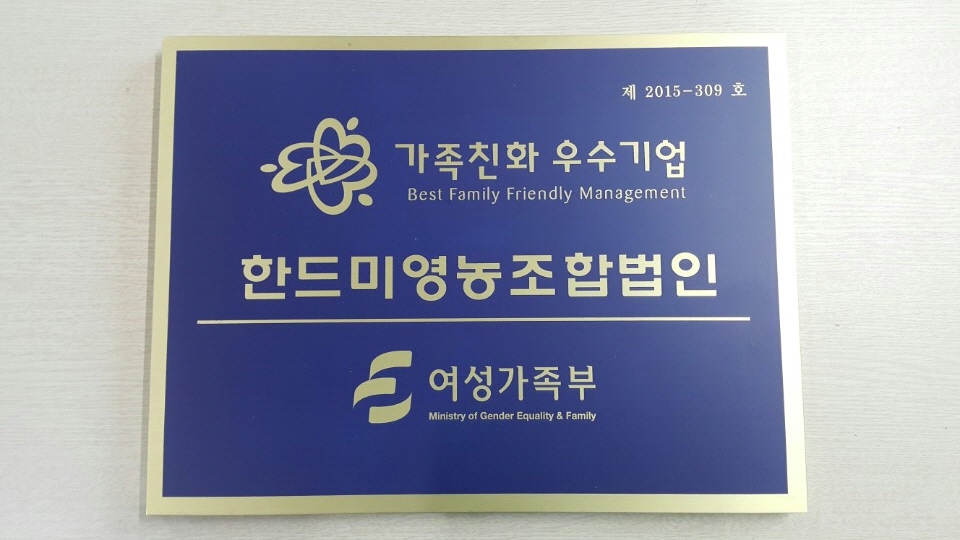 제 2015-309 호
가족친화 우수기업
Best Family Friendly Management
한드미영농조합법인
여성가족부
Ministry of Gender Equality & Family